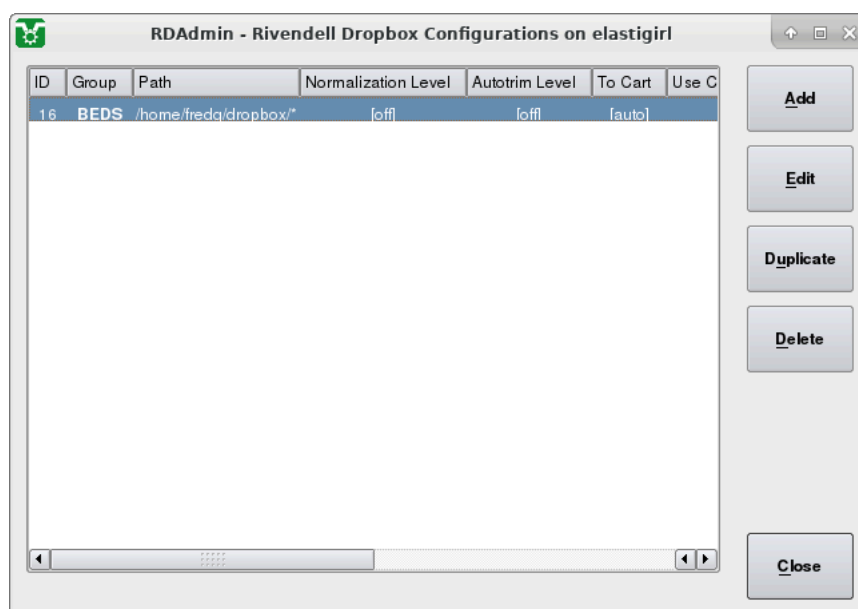 RDAdmin - Rivendell Dropbox Configurations on elastigirl
ID Group Path Normalization Level Autotrim Level To Cart Use C
16 BEDS /home/fredg/dropbox/* [off] [off] [auto]
Add
Edit
Duplicate
Delete
Close